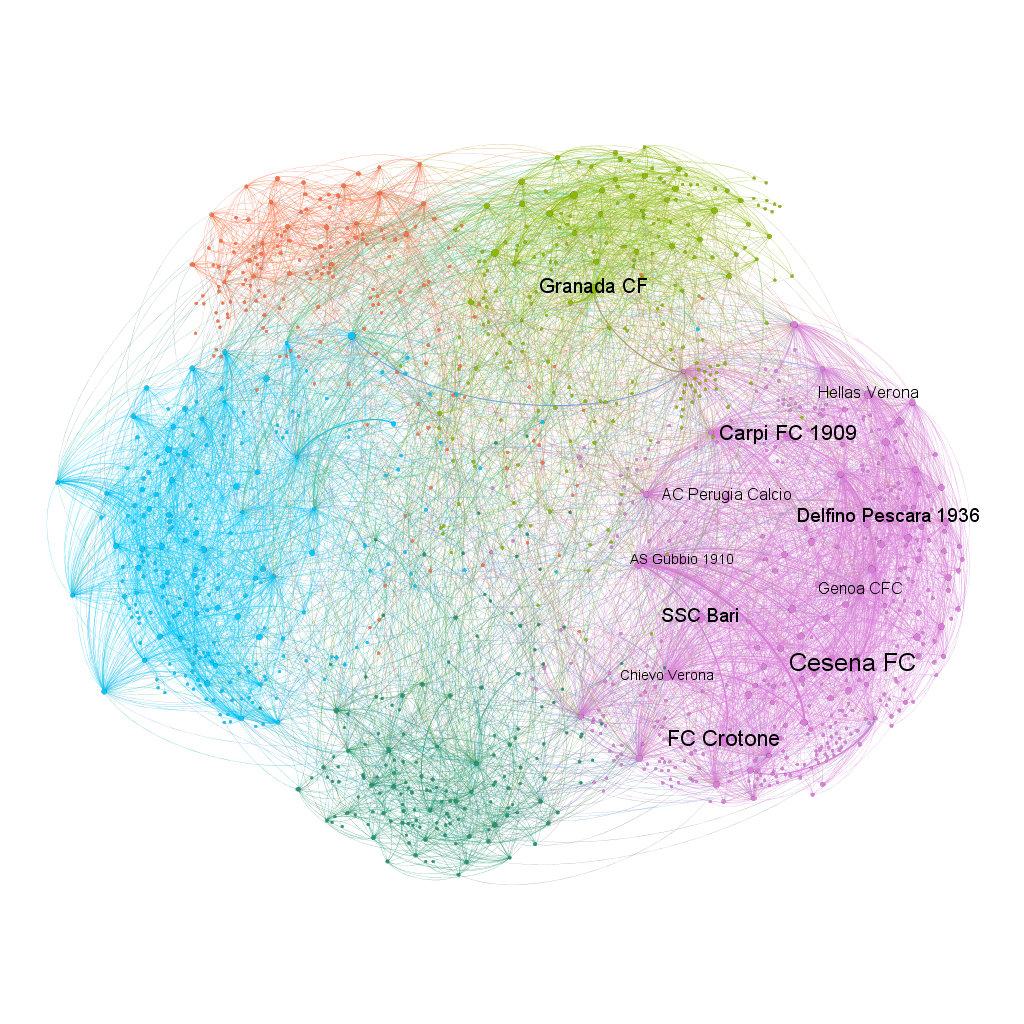 Granada CF
Hellas Verona
Carpi FC 1909
AC Perugia Calcio
Delfino Pescara 1936
AS Gubbio 1910
Genoa CFC
SSC Bari
Cesena FC
Chievo Verona
FC Crotone